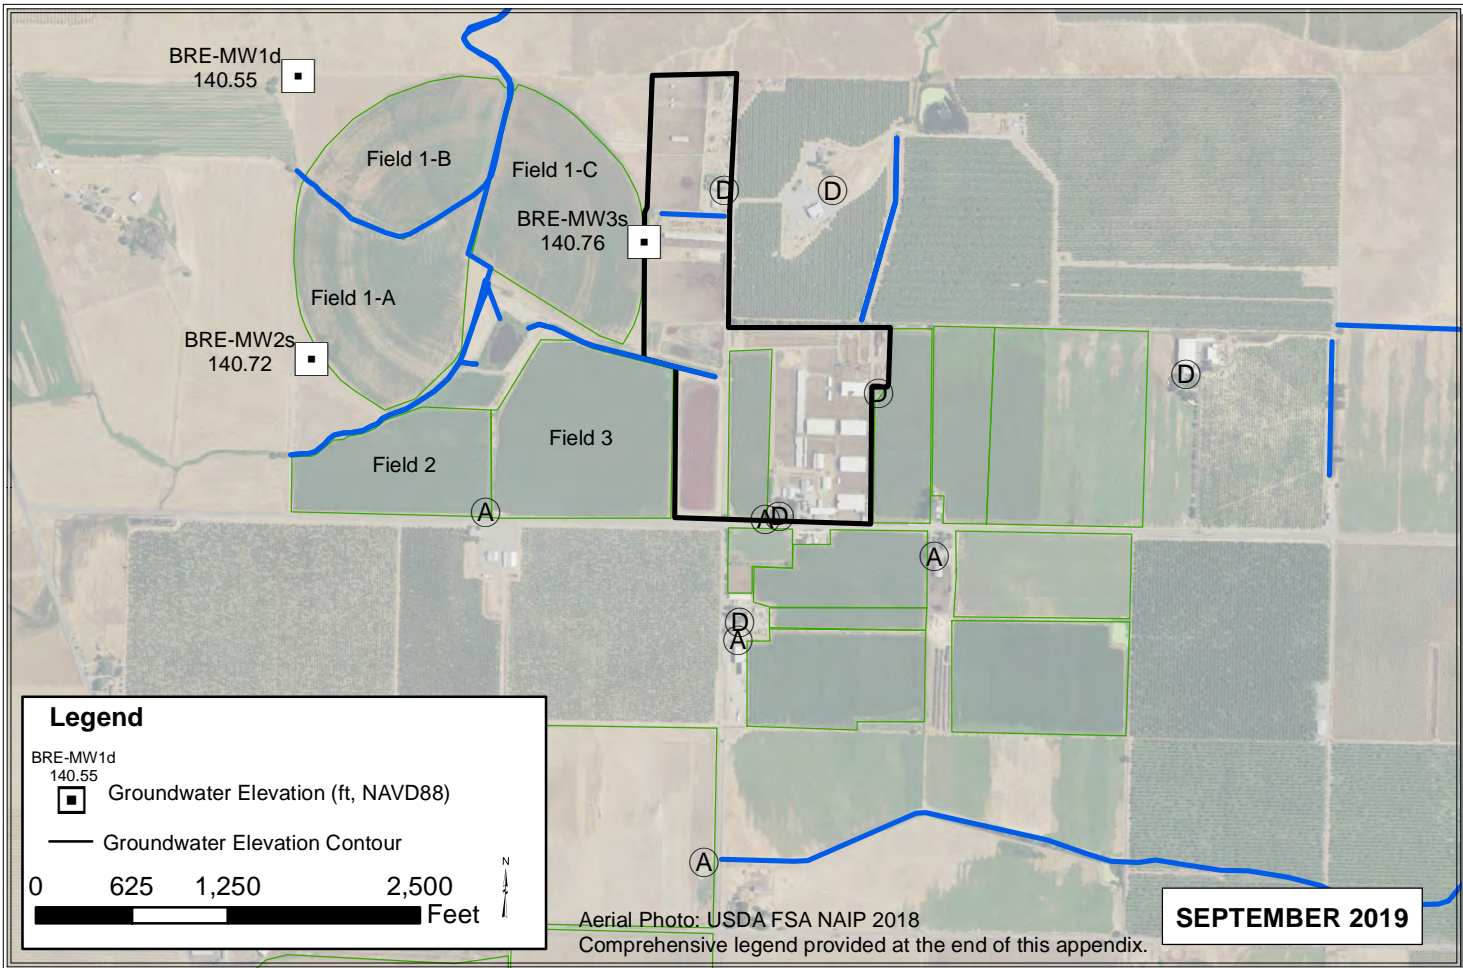 BRE-MW1d
140.55
Field 1-B
Field 1-C
D
D
BRE-MW3s
140.76
Field 1-A
BRE-MW2s
140.72
D
D
Field 3
Field 2
A
A
D
A
D
A
A
Legend
BRE-MW1d
140.55
Groundwater Elevation (ft, NAVD88)
Groundwater Elevation Contour
N
0 625 1,250 2,500
Feet
Aerial Photo: USDA FSA NAIP 2018
Comprehensive legend provided at the end of this appendix.
SEPTEMBER 2019